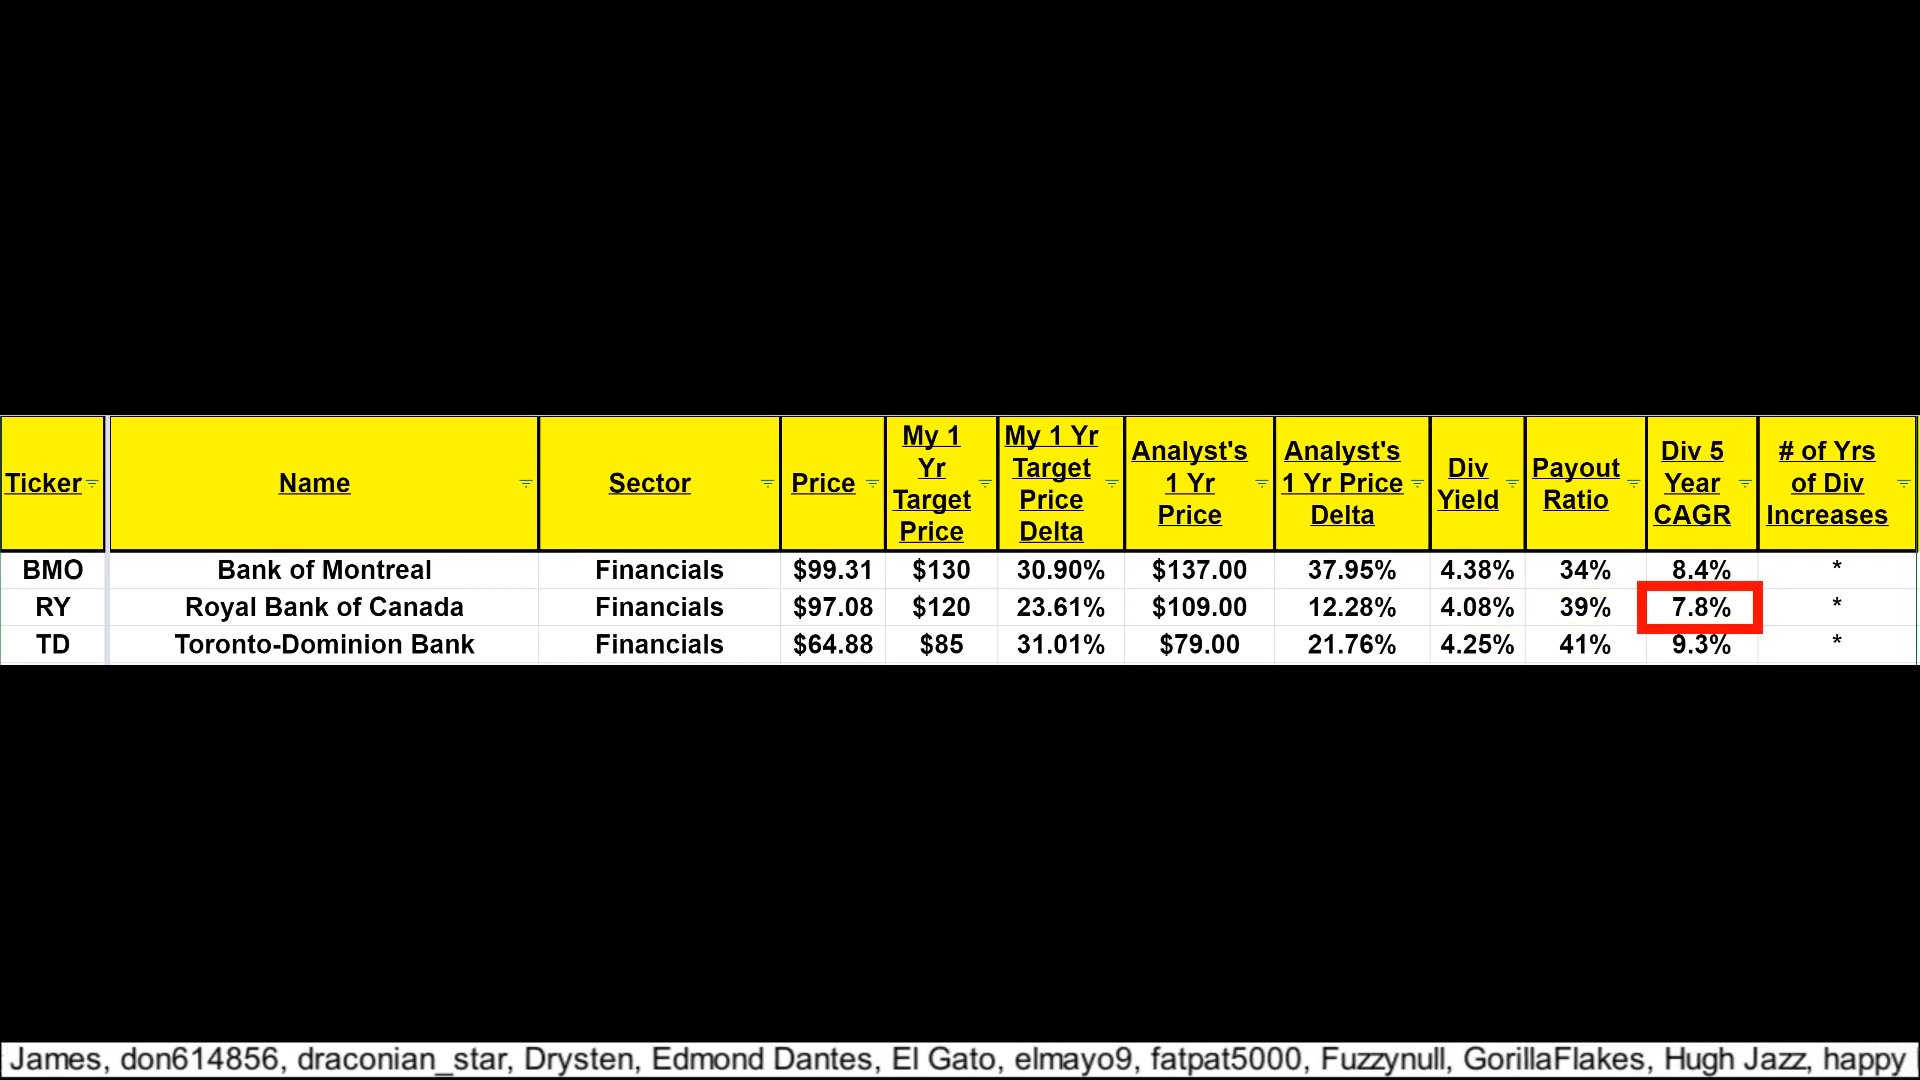 Ticker Name Sector Price My 1 Yr Target Price My 1 Yr Target Price Delta Analyst's 1 Yr Price Analyst's 1 Yr Price Delta Div Yield Payout Ratio Div 5 Year CAGR # of Yrs of Div Increases
BMO Bank of Montreal Financials $99.31 $130 30.90% $137.00 37.95% 4.38% 34% 8.4% *
RY Royal Bank of Canada Financials $97.08 $120 23.61% $109.00 12.28% 4.08% 39% 7.8% *
TD Toronto-Dominion Bank Financials $64.88 $85 31.01% $79.00 21.76% 4.25% 41% 9.3% *
James, don614856, draconian_star, Drysten, Edmond Dantes, El Gato, elmayo9, fatpat5000, Fuzzynull, GorillaFlakes, Hugh Jazz, happy